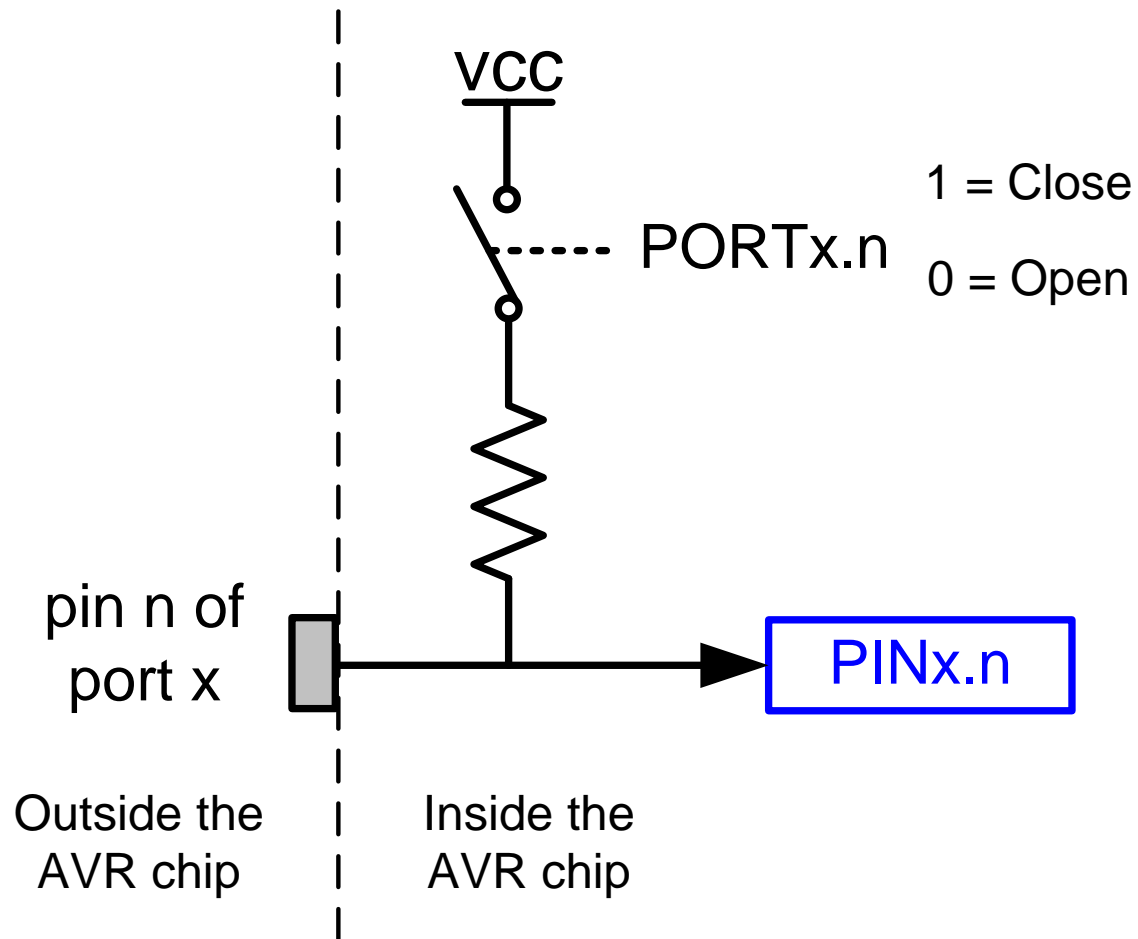 vcc
1 = Close
PORTx.n
0 = Open
pin n of
port x
PINx.n
Outside the
AVR chip
Inside the
AVR chip